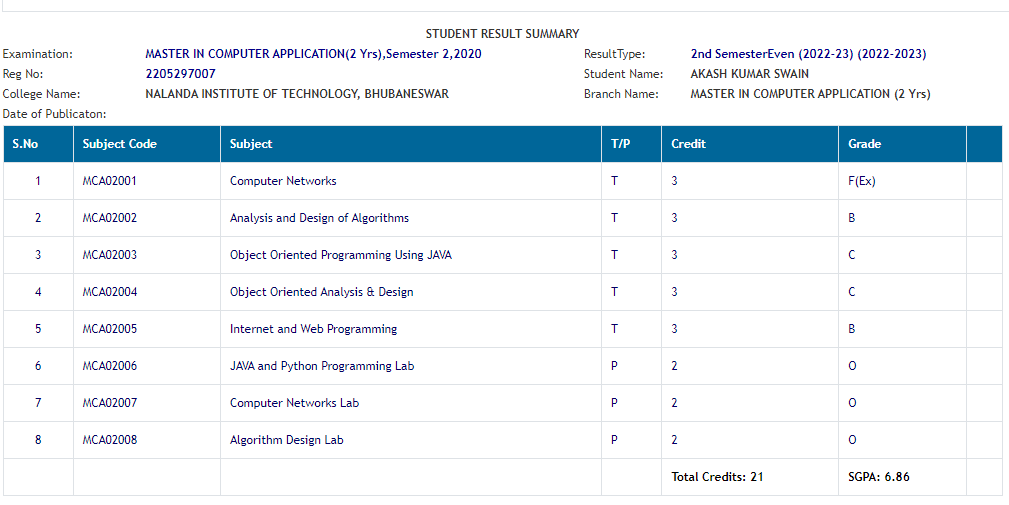 STUDENT RESULT SUMMARY
Examination: MASTER IN COMPUTER APPLICATION(2 Yrs),Semester 2,2020 ResultType: 2nd SemesterEven (2022-23) (2022-2023)
Reg No: 2205297007 Student Name: AKASH KUMAR SWAIN
College Name: NALANDA INSTITUTE OF TECHNOLOGY, BHUBANESWAR Branch Name: MASTER IN COMPUTER APPLICATION (2 Yrs)
Date of Publicaton:
S.No Subject Code Subject T/P Credit Grade
1 MCA02001 Computer Networks T 3 F(Ex)
2 MCA02002 Analysis and Design of Algorithms T 3 B
3 MCA02003 Object Oriented Programming Using JAVA T 3 C
4 MCA02004 Object Oriented Analysis & Design T 3 C
5 MCA02005 Internet and Web Programming T 3 B
6 MCA02006 JAVA and Python Programming Lab P 2 O
7 MCA02007 Computer Networks Lab P 2 O
8 MCA02008 Algorithm Design Lab P 2 O
Total Credits: 21 SGPA: 6.86